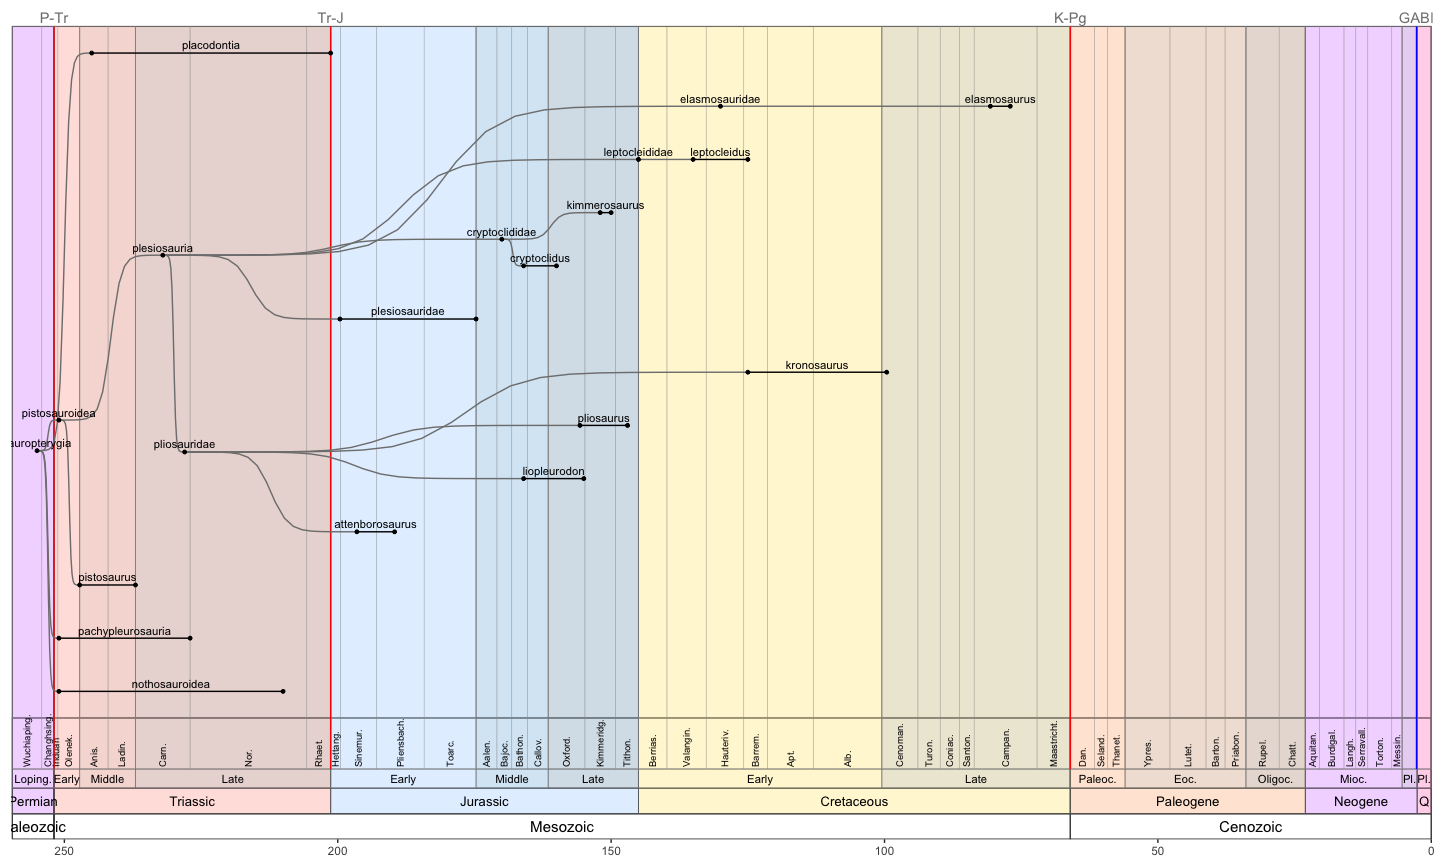 P-Tr Tr-J K-Pg GABI
placodontia
elasmosauridae elasmosaurus
leptocleididae leptocleidus
kimmerosaurus
cryptoclididae
plesiosauria
cryptoclidus
plesiosauridae
kronosaurus
pistosauroidea
pliosaurus
auropterygia pliosauridae
liopleurodon
attenborosaurus
pistosaurus
pachypleurosauria
nothosauroidea
Wuchiaping. Changhsing. Induan Olenek. Anis. Ladin. Carn. Nor. Rhaet. Hettang. Sinemur. Pliensbach. Toarc. Aalen. Bajoc. Bathon. Callov. Oxford. Kimmeridg. Tithon. Berrias. Valangin. Hauteriv. Barrem. Apt. Alb. Cenoman. Turon. Coniac. Santon. Campan. Maastricht. Dan. Seland. Thanet. Ypres. Lutet. Barton. Priabon. Rupel. Chatt. Aquitan. Burdigal. Langh. Serravall. Torton. Messin.
Loping. Early Middle Late Early Middle Late Early Late Paleoc. Eoc. Oligoc. Mioc. Pl. Pl.
Permian Triassic Jurassic Cretaceous Paleogene Neogene Q
aleozoic Mesozoic Cenozoic
250 200 150 100 50 0